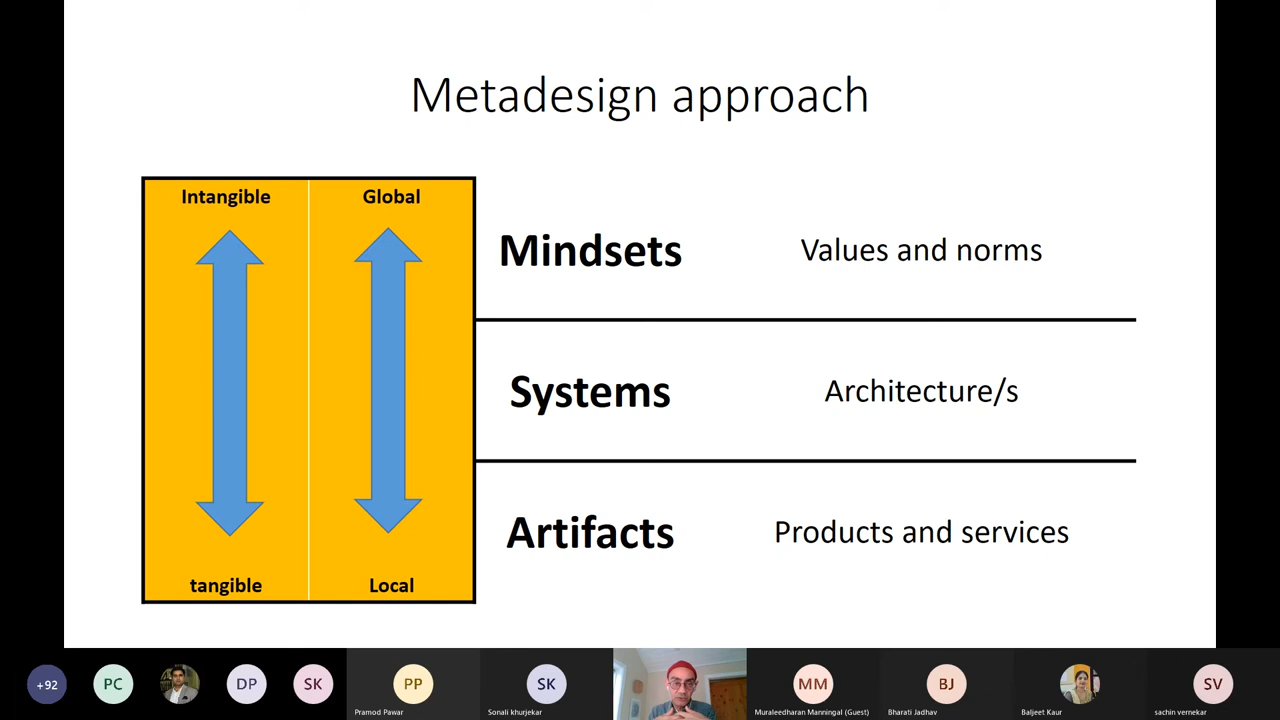 Metadesign approach
Intangible
Global
Mindsets
Values and norms
Systems
Architecture/s
Artifacts
Products and services
tangible
Local
+92
PC
DP
SK
PP
SK
MM
BJ
SV
Pramod Pawar
Sonali khurjekar
Muraleedharan Manningal (Guest)
Bharati Jadhav
Baljeet Kaur
sachin vernekar